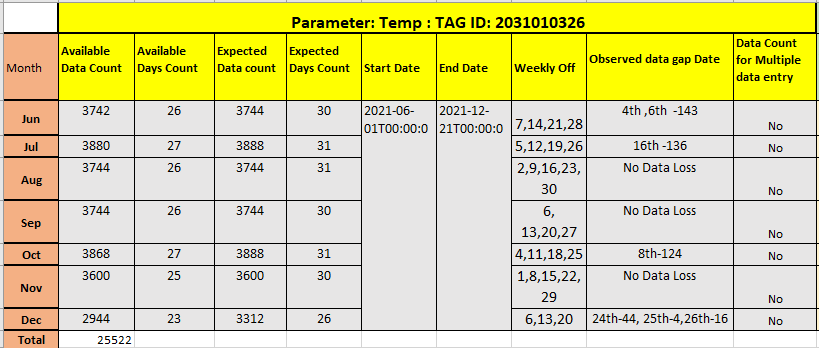 Parameter: Temp : TAG ID: 2031010326
Month Available Data Count Available Days Count Expected Data count Expected Days Count Start Date End Date Weekly Off Observed data gap Date Data Count for Multiple data entry
Jun 3742 26 3744 30 2021-06-01T00:00:0 2021-12-21T00:00:0 7,14,21,28 4th ,6th -143 No
Jul 3880 27 3888 31 5,12,19,26 16th -136 No
Aug 3744 26 3744 31 2,9,16,23, 30 No Data Loss No
Sep 3744 26 3744 30 6, 13,20,27 No Data Loss No
Oct 3868 27 3888 31 4,11,18,25 8th-124 No
Nov 3600 25 3600 30 1,8,15,22, 29 No Data Loss No
Dec 2944 23 3312 26 6,13,20 24th-44, 25th-4,26th-16 No
Total 25522